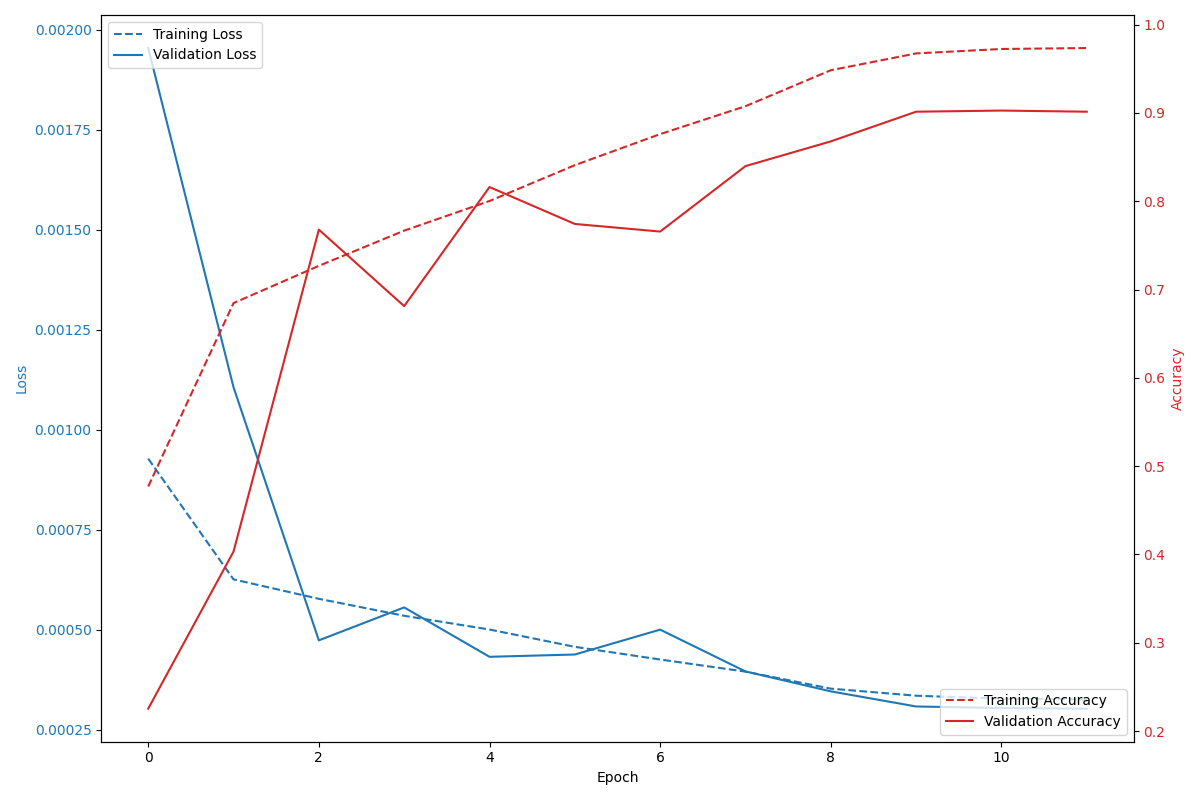 Training Loss
Validation Loss
0.00200
0.00175
0.00150
0.00125
0.00100
0.00075
0.00050
0.00025
Loss
1.0
0.9
0.8
0.7
0.6
0.5
0.4
0.3
0.2
Accuracy
Training Accuracy
Validation Accuracy
0 2 4 6 8 10
Epoch